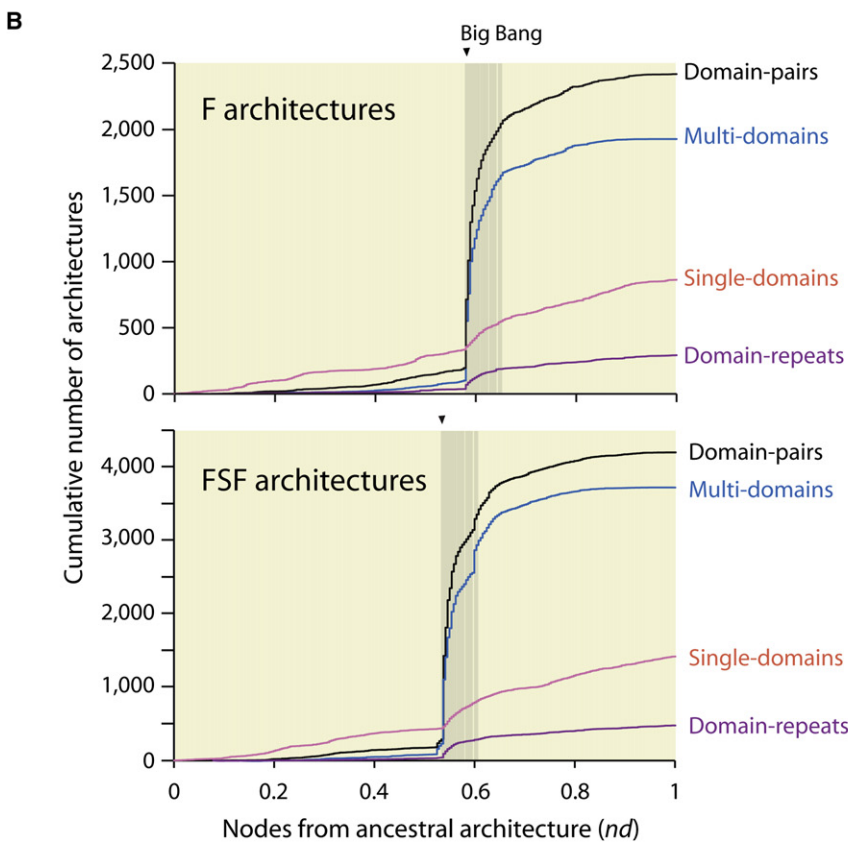 B
Big Bang
2,500
2,000
1,500
1,000
500
0
F architectures
Domain-pairs
Multi-domains
Single-domains
Domain-repeats
Cumulative number of architectures
4,000
3,000
2,000
1,000
0
FSF architectures
Domain-pairs
Multi-domains
Single-domains
Domain-repeats
0 0.2 0.4 0.6 0.8 1
Nodes from ancestral architecture (nd)